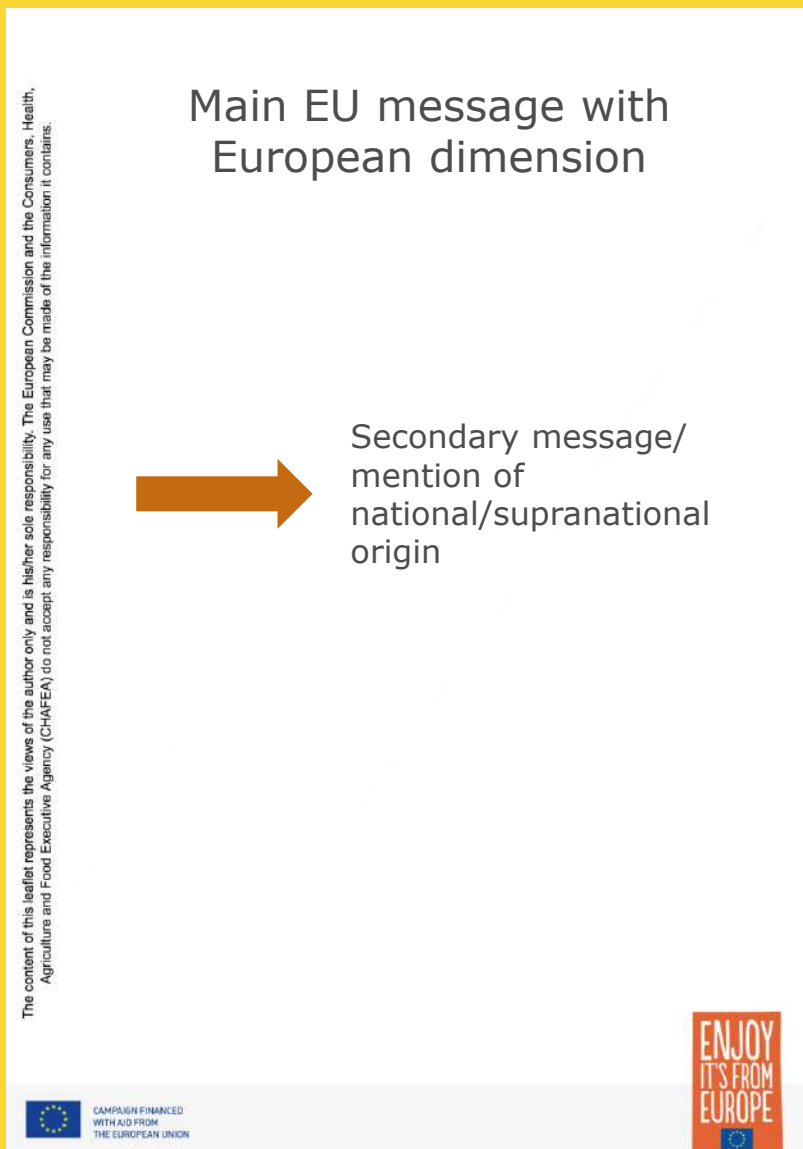 Main EU message with
European dimension
The content of this leaflet represents the views of the author only and is his/her sole responsibility. The European Commission and the Consumers, Health,
Agriculture and Food Executive Agency (CHAFEA) do not accept any responsibility for any use that may be made of the information it contains.
Secondary message/
mention of
national/supranational
origin
ENJOY
IT'S FROM
EUROPE
CAMPAIGN FINANCED
WITH AID FROM
THE EUROPEAN UNION